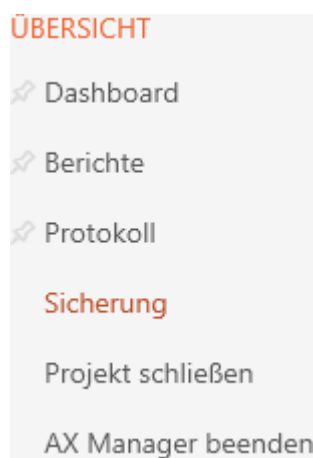 ÜBERSICHT
Dashboard
Berichte
Protokoll
Sicherung
Projekt schließen
AX Manager beenden